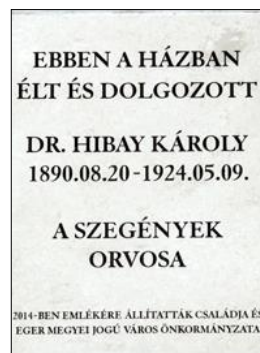 EBBEN A HÁZBAN
ÉLT ÉS DOLGOZOTT
DR. HIBAY KÁROLY
1890.08.20-1924.05.09.
A SZEGÉNYEK
ORVOSA
2014-BEN EMLÉKÉRE ÁLLÍTATTÁK CSALÁDJA ÉS
EGER MEGYEI JOGÚ VÁROS ÖNKORMÁNYZATA